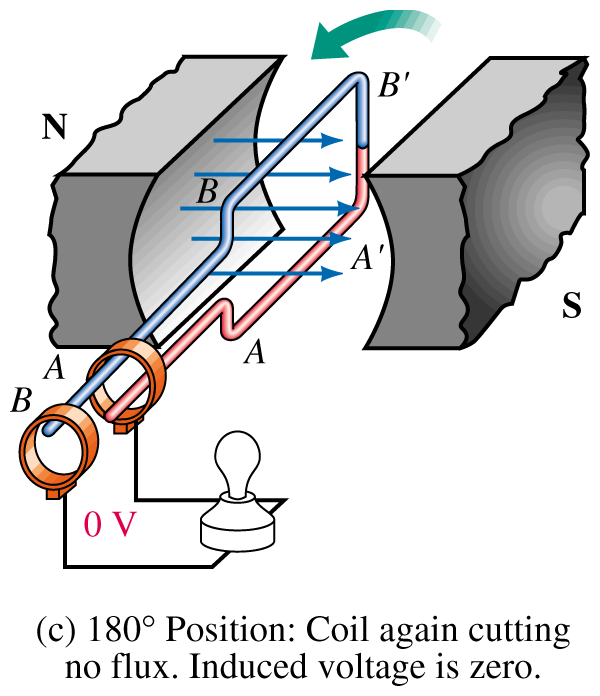 B′
N
B
A′
S
A
A
B
0 V
(c) 180° Position: Coil again cutting
no flux. Induced voltage is zero.